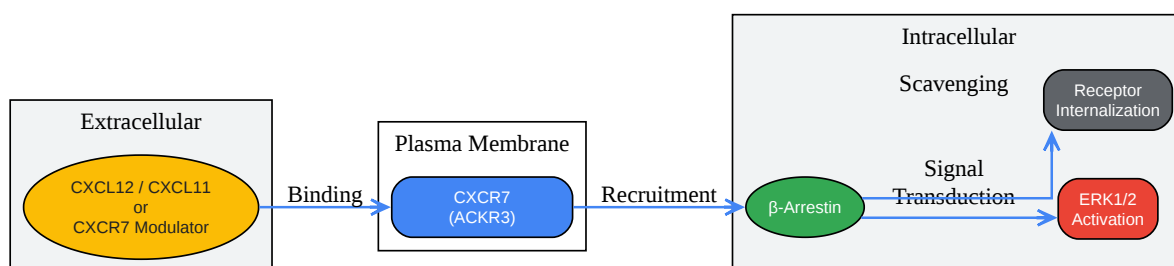 Extracellular
CXCL12 / CXCL11
or
CXCR7 Modulator
Binding
Plasma Membrane
CXCR7
(ACKR3)
Recruitment
Intracellular
Scavenging
Receptor
Internalization
β-Arrestin
Signal
Transduction
ERK1/2
Activation